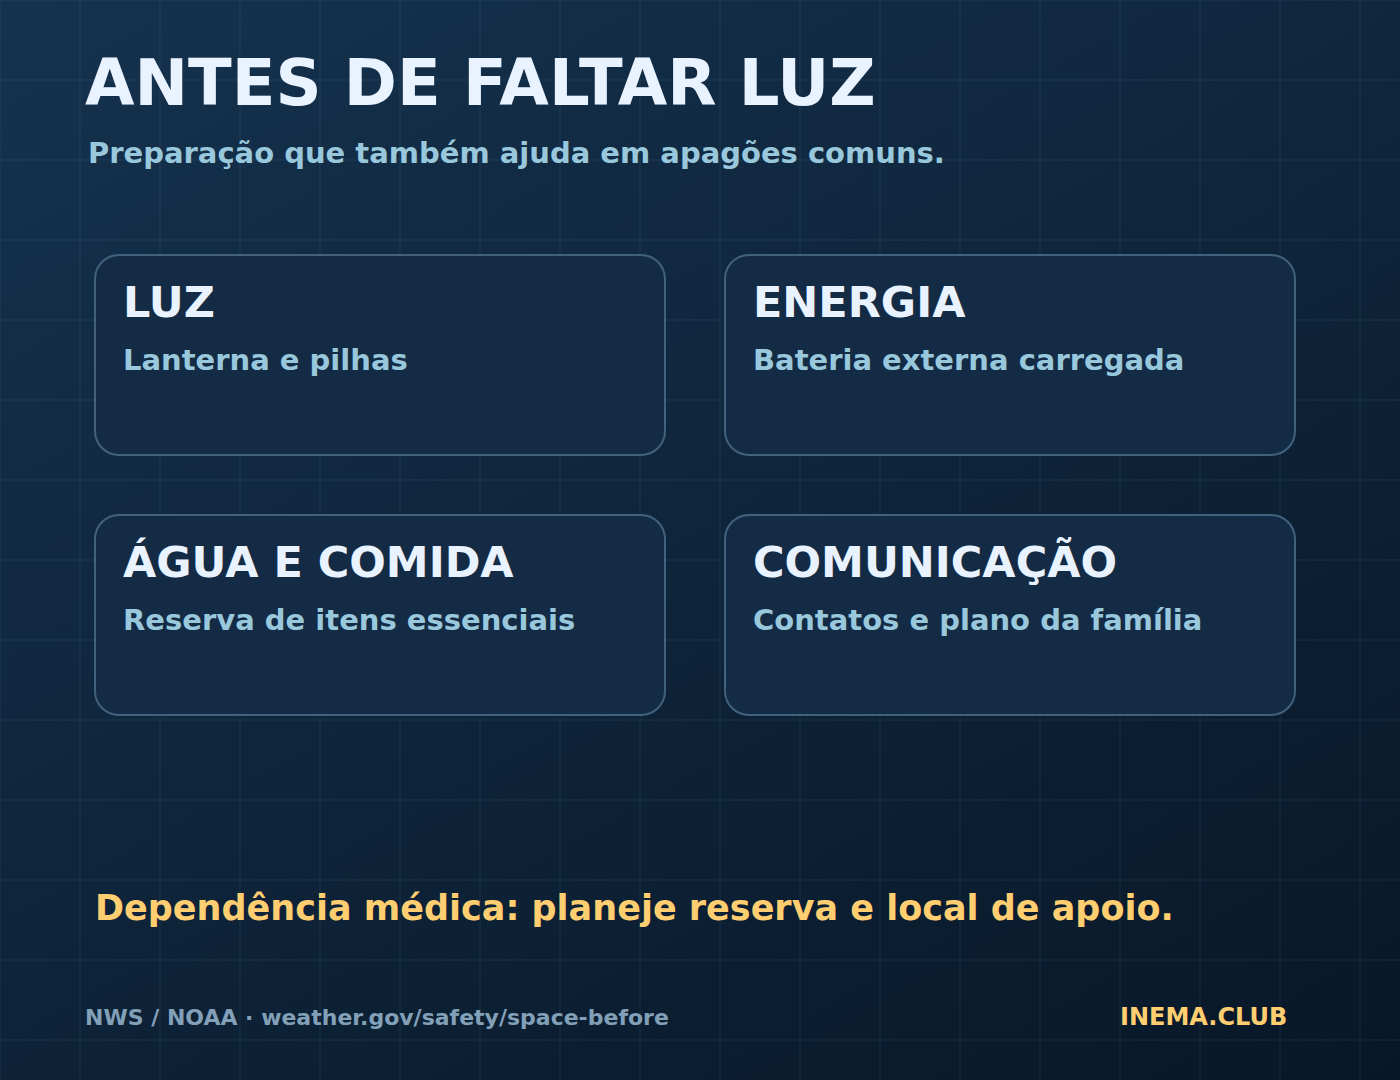 ANTES DE FALTAR LUZ
Preparação que também ajuda em apagões comuns.
LUZ
Lanterna e pilhas
ENERGIA
Bateria externa carregada
ÁGUA E COMIDA
Reserva de itens essenciais
COMUNICAÇÃO
Contatos e plano da família
Dependência médica: planeje reserva e local de apoio.
NWS / NOAA · weather.gov/safety/space-before
INEMA.CLUB